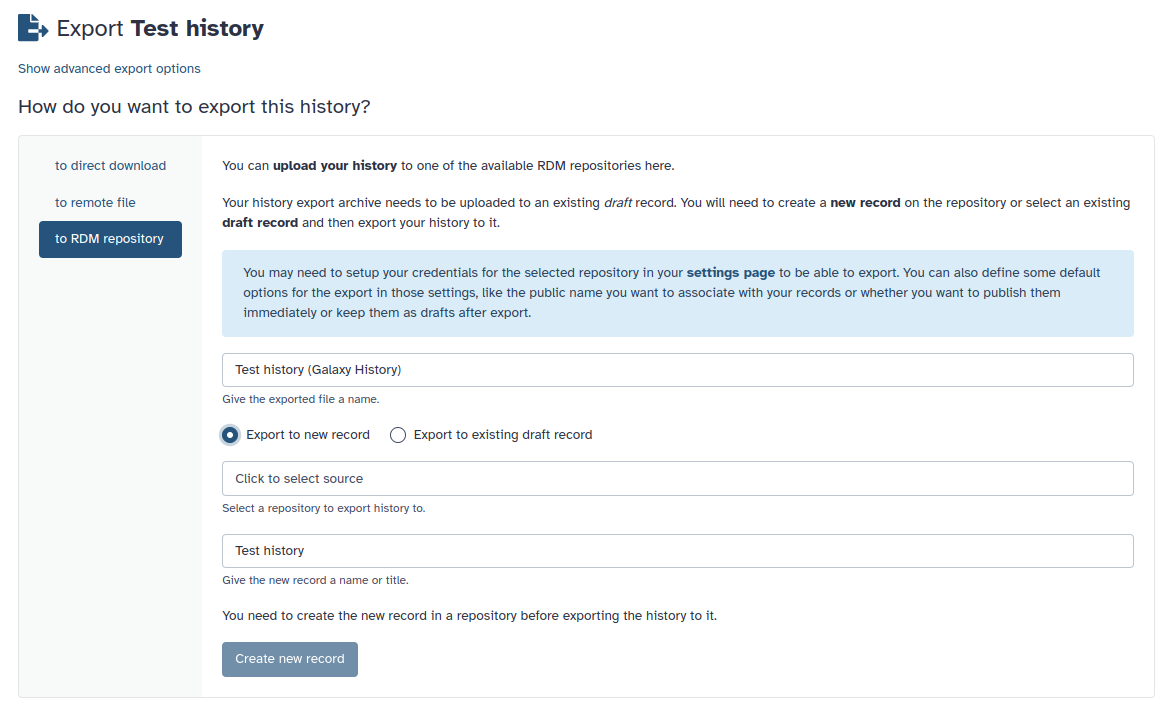 Export Test history
Show advanced export options
How do you want to export this history?
to direct download
to remote file
to RDM repository
You can upload your history to one of the available RDM repositories here.
Your history export archive needs to be uploaded to an existing draft record. You will need to create a new record on the repository or select an existing
draft record and then export your history to it.
You may need to setup your credentials for the selected repository in your settings page to be able to export. You can also define some default
options for the export in those settings, like the public name you want to associate with your records or whether you want to publish them
immediately or keep them as drafts after export.
Test history (Galaxy History)
Give the exported file a name.
Export to new record Export to existing draft record
Click to select source
Select a repository to export history to.
Test history
Give the new record a name or title.
You need to create the new record in a repository before exporting the history to it.
Create new record